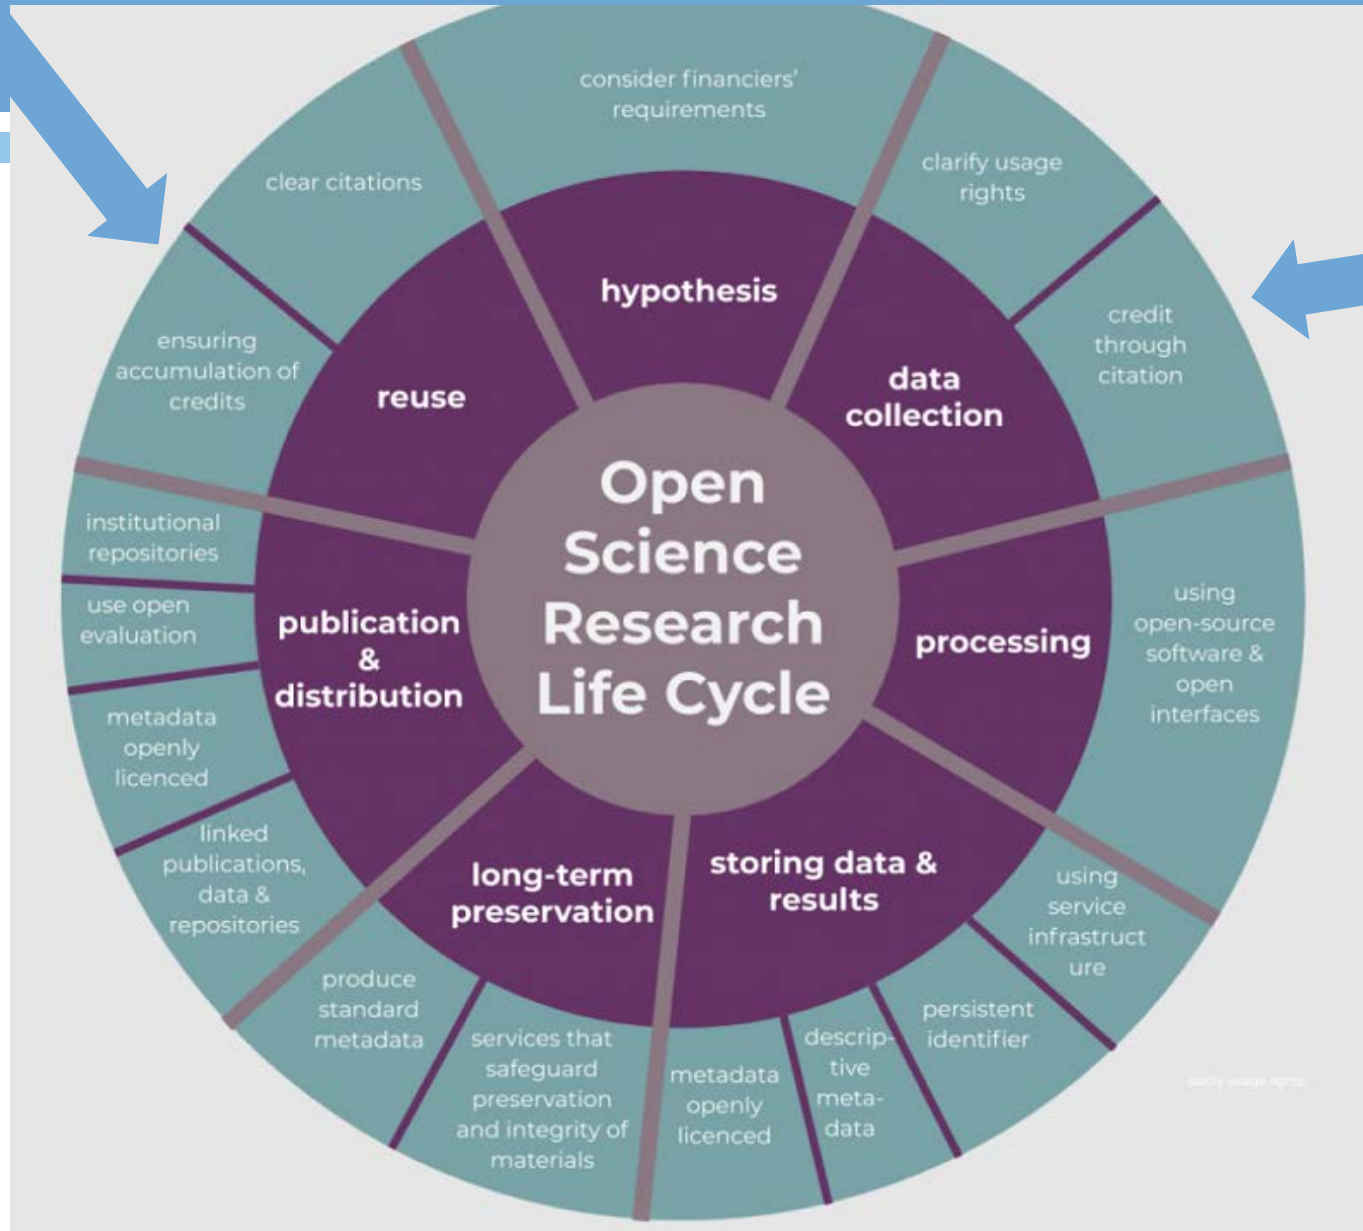 Open
Science
Research
Life Cycle
hypothesis
consider financiers'
requirements
data
collection
clarify usage
rights
credit
through
citation
processing
using
open-source
software &
open
interfaces
storing data &
results
using
service
infrastruct
ure
persistent
identifier
descrip-
tive
meta-
data
metadata
openly
licenced
long-term
preservation
services that
safeguard
preservation
and integrity of
materials
produce
standard
metadata
publication
&
distribution
linked
publications,
data &
repositories
metadata
openly
licenced
use open
evaluation
institutional
repositories
reuse
ensuring
accumulation of
credits
clear citations
clarify usage rights